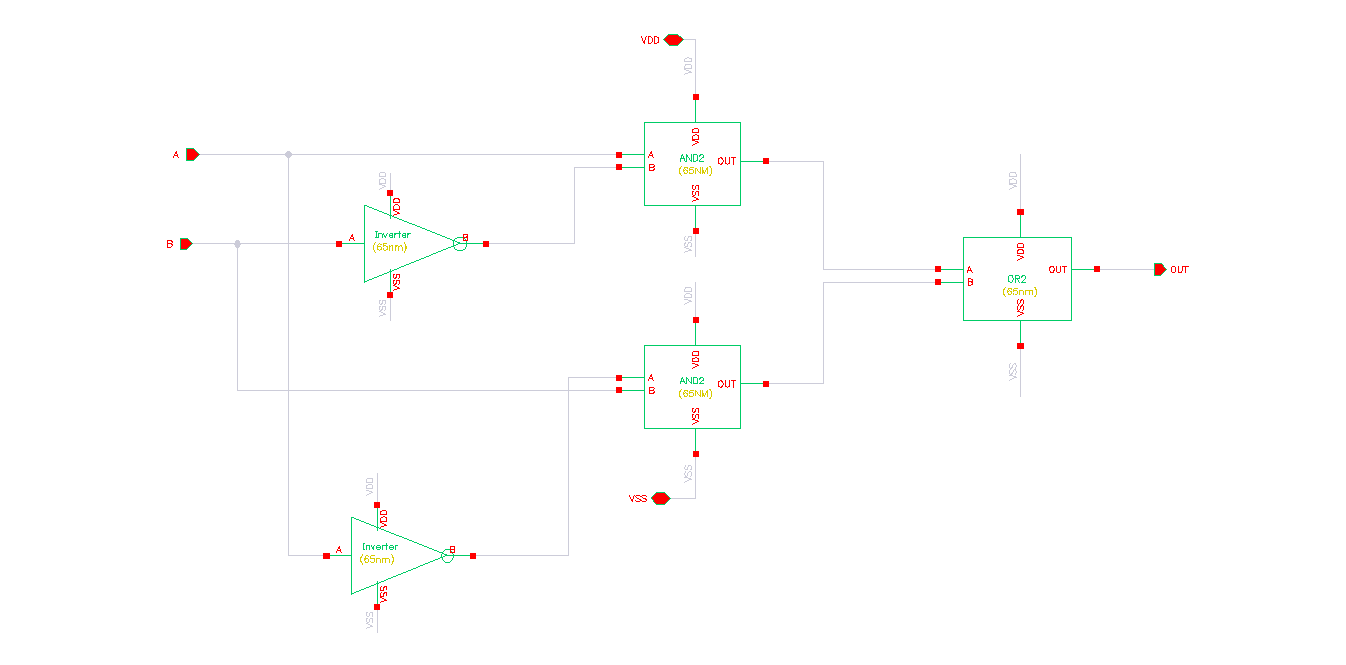 VDD
VDD
VDD
A
A
AND2
OUT
B
(65NM)
VSS
VSS
VDD
VDD
B
A
Inverter
(65nm)
B
VSS
VSS
VDD
VDD
A
OR2
OUT
B
(65nm)
VSS
VSS
OUT
VDD
VDD
A
AND2
OUT
B
(65NM)
VSS
VSS
VSS
VDD
VDD
A
Inverter
(65nm)
B
VSS
VSS